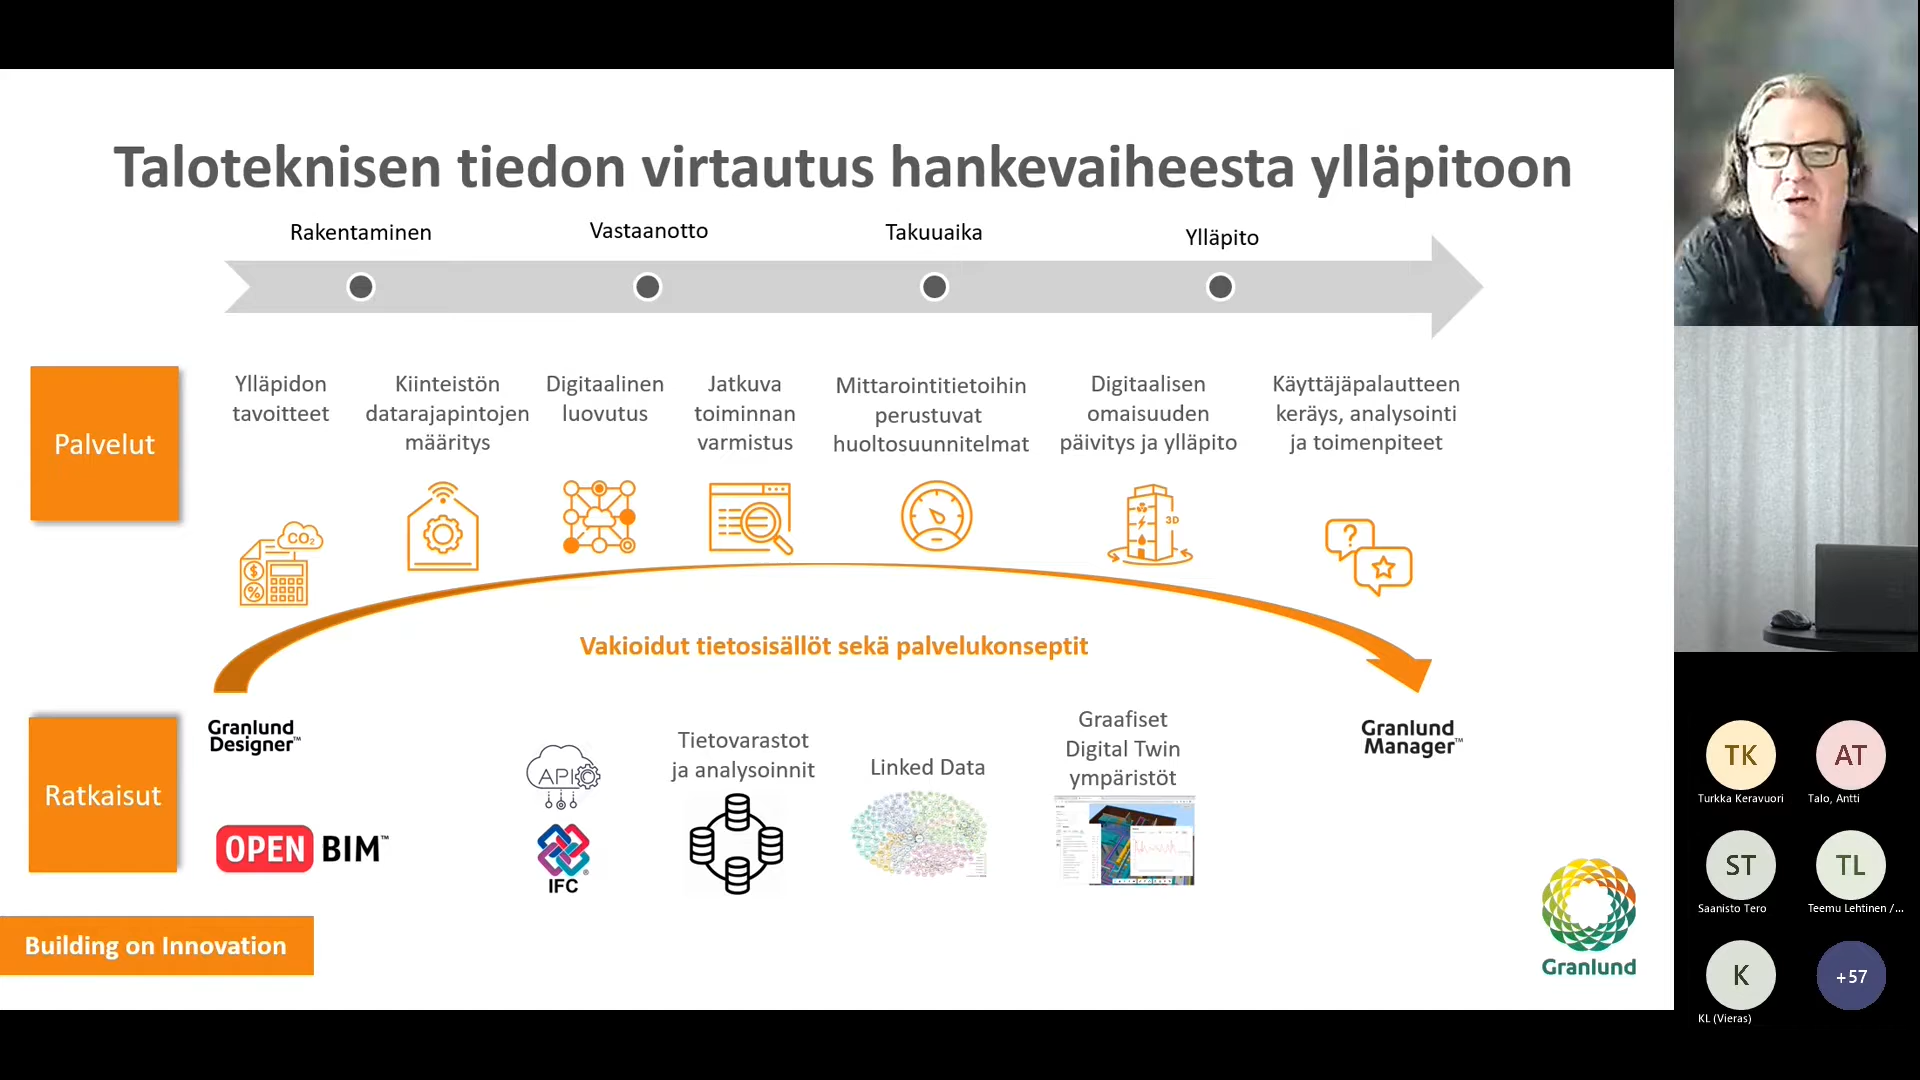 Taloteknisen tiedon virtautus hankevaiheesta ylläpitoon
Rakentaminen
Vastaanotto
Takuuaika
Ylläpito
Palvelut
Ylläpidon
tavoitteet
Kiinteistön
datarajapintojen
määritys
Digitaalinen
luovutus
Jatkuva
toiminnan
varmistus
Mittarointitietoihin
perustuvat
huoltosuunnitelmat
Digitaalisen
omaisuuden
päivitys ja ylläpito
Käyttäjäpalautteen
keräys, analysointi
ja toimenpiteet
CO2
$
%
3D
?
Vakioidut tietosisällöt sekä palvelukonseptit
Ratkaisut
Granlund
Designer™
OPEN BIM™
API
IFC
Tietovarastot
ja analysoinnit
Linked Data
Graafiset
Digital Twin
ympäristöt
Granlund
Manager™
Building on Innovation
Granlund
TK
Turkka Keravuori
AT
Talo, Antti
ST
Saanisto Tero
TL
Teemu Lehtinen /...
K
KL (Vieras)
+57